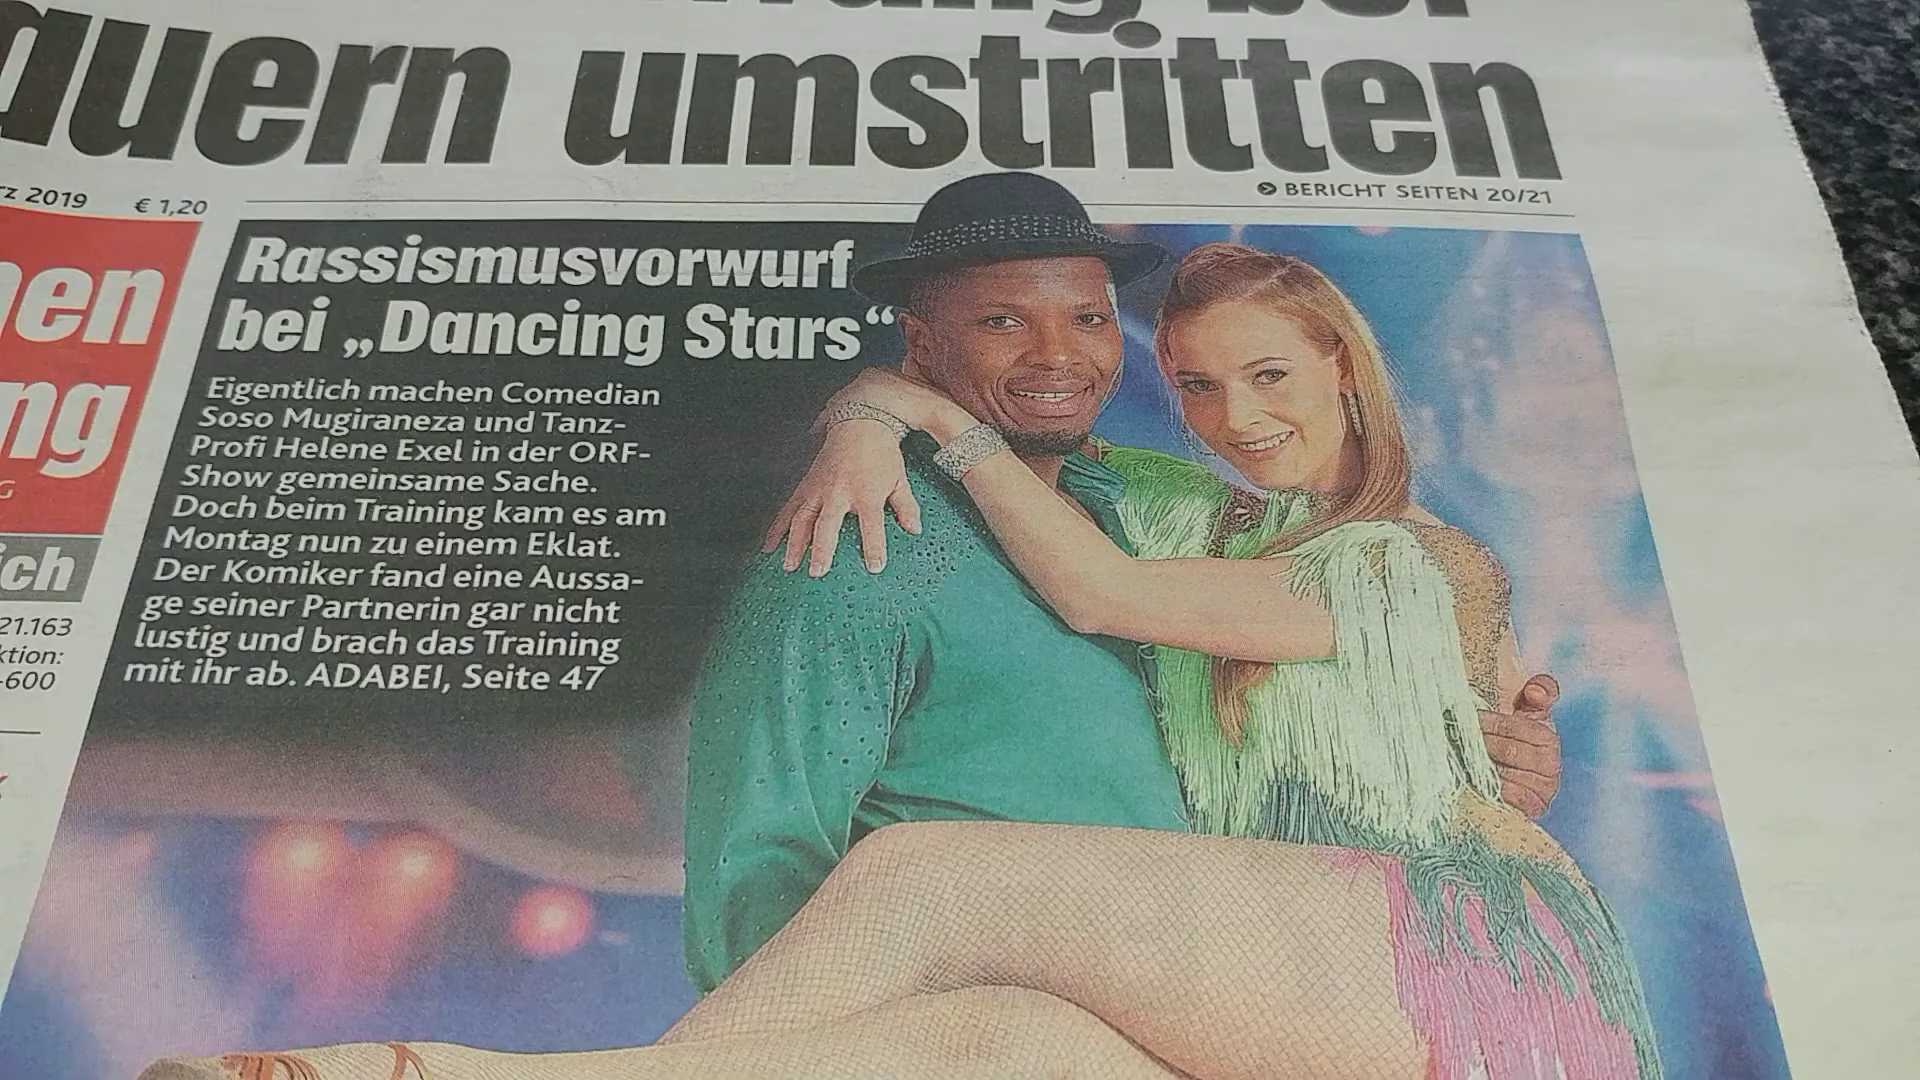 umstritten
BERICHT SEITEN 20/21
2019 € 1,20
Rassismusvorwurf
bei „Dancing Stars“
Eigentlich machen Comedian
Soso Mugiraneza und Tanz-
Profi Helene Exel in der ORF-
Show gemeinsame Sache.
Doch beim Training kam es am
Montag nun zu einem Eklat.
Der Komiker fand eine Aussa-
ge seiner Partnerin gar nicht
lustig und brach das Training
mit ihr ab. ADABEI, Seite 47